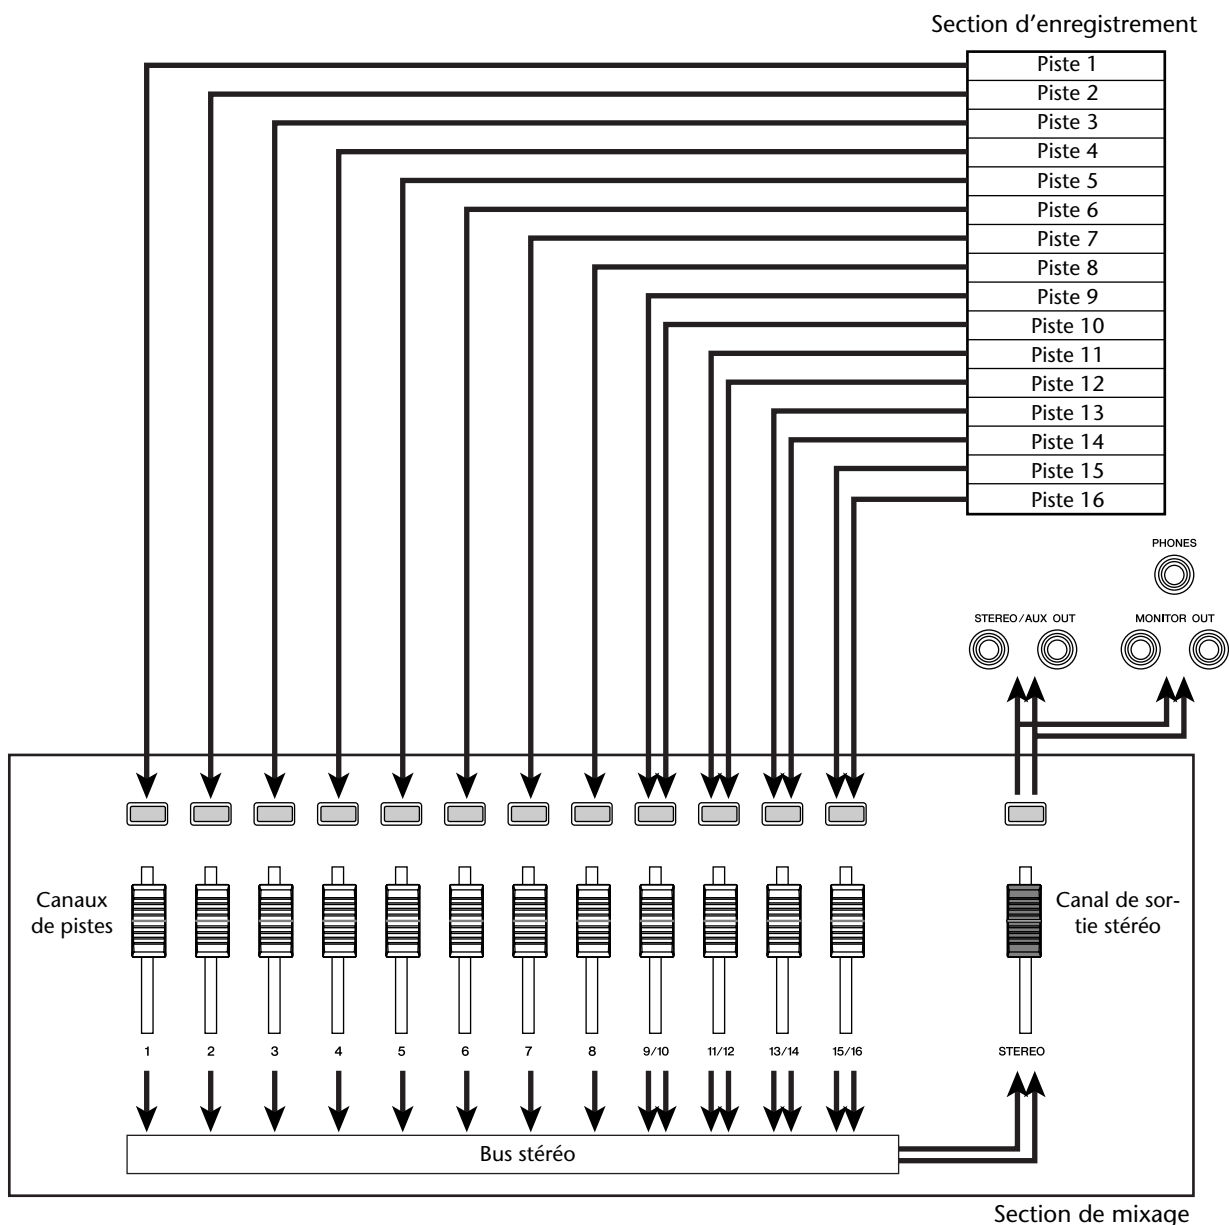 Section d'enregistrement
Piste 1
Piste 2
Piste 3
Piste 4
Piste 5
Piste 6
Piste 7
Piste 8
Piste 9
Piste 10
Piste 11
Piste 12
Piste 13
Piste 14
Piste 15
Piste 16
PHONES
STEREO/AUX OUT
MONITOR OUT
Canaux
de pistes
Canal de sor-
tie stéréo
1
2
3
4
5
6
7
8
9/10
11/12
13/14
15/16
STEREO
Bus stéréo
Section de mixage